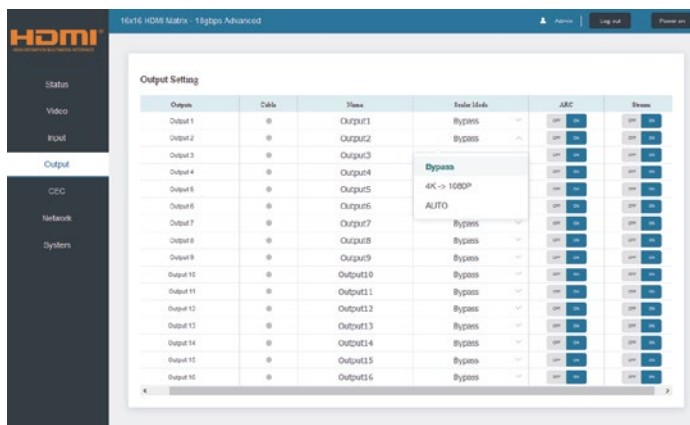 16x16 HDMI Matrix - 18gbps Advanced Admin Log out Power on
HDMI
Status
Video
Input
Output
CEC
Network
System
Output Setting
Outputs Cable Name Scaler Mode ARC Stream
Output 1 Output1 Bypass OFF ON OFF ON
Output 2 Output2 Bypass OFF ON OFF ON
Output 3 Output3 OFF ON OFF ON
Output 4 Output4 OFF ON OFF ON
Output 5 Output5 OFF ON OFF ON
Output 6 Output6 OFF ON OFF ON
Bypass
4K -> 1080P
AUTO
Output 7 Output7 Bypass OFF ON OFF ON
Output 8 Output8 Bypass OFF ON OFF ON
Output 9 Output9 Bypass OFF ON OFF ON
Output 10 Output10 Bypass OFF ON OFF ON
Output 11 Output11 Bypass OFF ON OFF ON
Output 12 Output12 Bypass OFF ON OFF ON
Output 13 Output13 Bypass OFF ON OFF ON
Output 14 Output14 Bypass OFF ON OFF ON
Output 15 Output15 Bypass OFF ON OFF ON
Output 16 Output16 Bypass OFF ON OFF ON